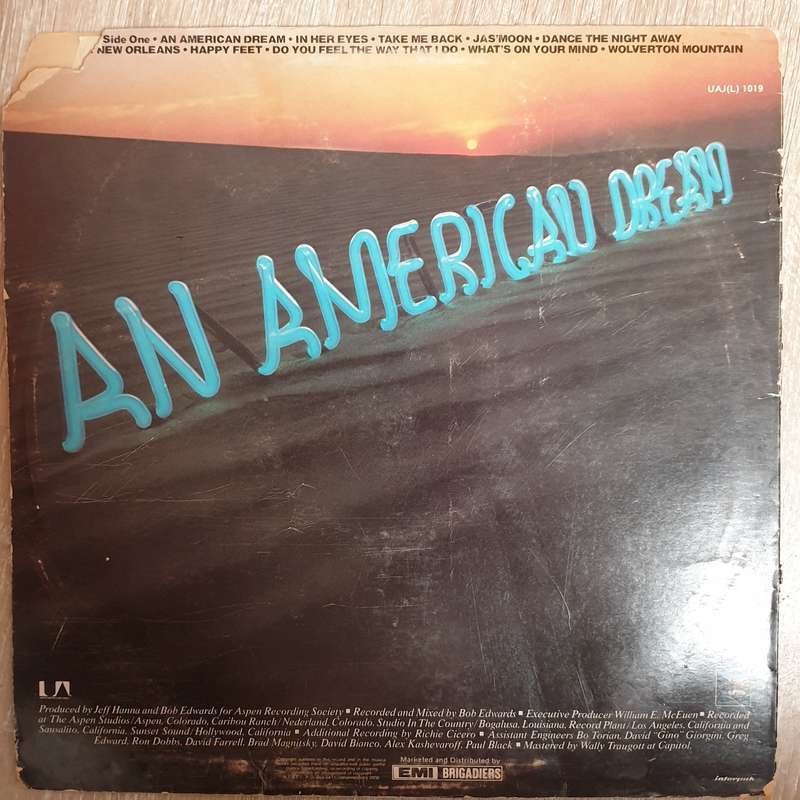 Side One • AN AMERICAN DREAM • IN HER EYES • TAKE ME BACK • JAS'MOON • DANCE THE NIGHT AWAY
NEW ORLEANS • HAPPY FEET • DO YOU FEEL THE WAY THAT I DO • WHAT'S ON YOUR MIND • WOLVERTON MOUNTAIN
UAJ(L) 1019
AN AMERICAN DREAM
UA
Produced by Jeff Hanna and Bob Edwards for Aspen Recording Society ■ Recorded and Mixed by Bob Edwards ■ Executive Producer William E. McEuen ■ Recorded
at The Aspen Studios/Aspen, Colorado, Caribou Ranch/Nederland, Colorado, Studio In The Country/Bogalusa, Louisiana, Record Plant/Los Angeles, California and
Sausalito, California, Sunset Sound/Hollywood, California ■ Additional Recording by Richie Cicero ■ Assistant Engineers Bo Torian, David "Gino" Giorgini, Greg
Edward, Ron Dobbs, David Farrell, Brad Magnitsky, David Bianco, Alex Kashevaroff, Paul Black ■ Mastered by Wally Traugott at Capitol.
Marketed and Distributed by
EMI BRIGADIERS
interpak